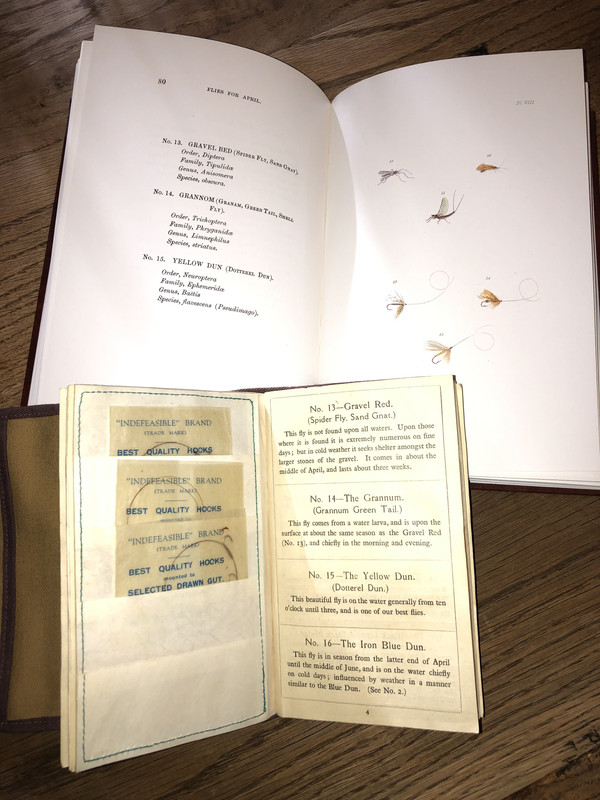 80
FLIES FOR APRIL.
No. 13. GRAVEL BED (SPIDER FLY, SAND GNAT).
Order, Diptera
Family, Tipulidæ
Genus, Anisomera
Species, obscura.
No. 14. GRANNOM (GRANAM, GREEN TAIL, SHELL
FLY).
Order, Trichoptera
Family, Phryganidæ
Genus, Limnephilus
Species, striatus.
No. 15. YELLOW DUN (DOTTEREL DUN).
Order, Neuroptera
Family, Ephemeridæ
Genus, Baëtis
Species, flavescens (Pseudimago).
"INDEFEASIBLE" BRAND
(TRADE MARK)
BEST QUALITY HOOKS
"INDEFEASIBLE" BRAND
(TRADE MARK)
BEST QUALITY HOOKS
mounted to
"INDEFEASIBLE" BRAND
(TRADE MARK)
BEST QUALITY HOOKS
mounted to
SELECTED DRAWN GUT.
No. 13—Gravel Red.
(Spider Fly, Sand Gnat.)
This fly is not found upon all waters. Upon those
where it is found it is extremely numerous on fine
days; but in cold weather it seeks shelter amongst the
larger stones of the gravel. It comes in about the
middle of April, and lasts about three weeks.
No. 14—The Grannum.
(Grannum Green Tail.)
This fly comes from a water larva, and is upon the
surface at about the same season as the Gravel Red
(No. 13), and chiefly in the morning and evening.
No. 15—The Yellow Dun.
(Dotterel Dun.)
This beautiful fly is on the water generally from ten
o'clock until three, and is one of our best flies.
No. 16—The Iron Blue Dun.
This fly is in season from the latter end of April
until the middle of June, and is on the water chiefly
on cold days; influenced by weather in a manner
similar to the Blue Dun. (See No. 2.)
4